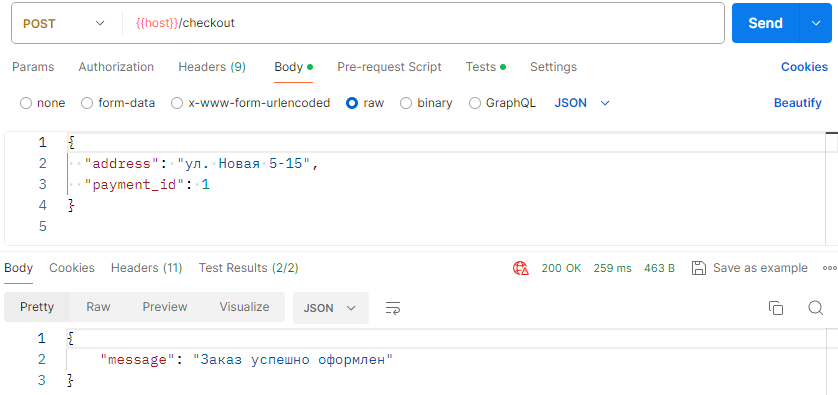 POST {{host}}/checkout Send
Params Authorization Headers (9) Body Pre-request Script Tests Settings Cookies
none form-data x-www-form-urlencoded raw binary GraphQL JSON Beautify
1 {
2 "address": "ул. Новая 5-15",
3 "payment_id": 1
4 }
5
Body Cookies Headers (11) Test Results (2/2) 200 OK 259 ms 463 B Save as example
Pretty Raw Preview Visualize JSON
1 {
2 "message": "Заказ успешно оформлен"
3 }